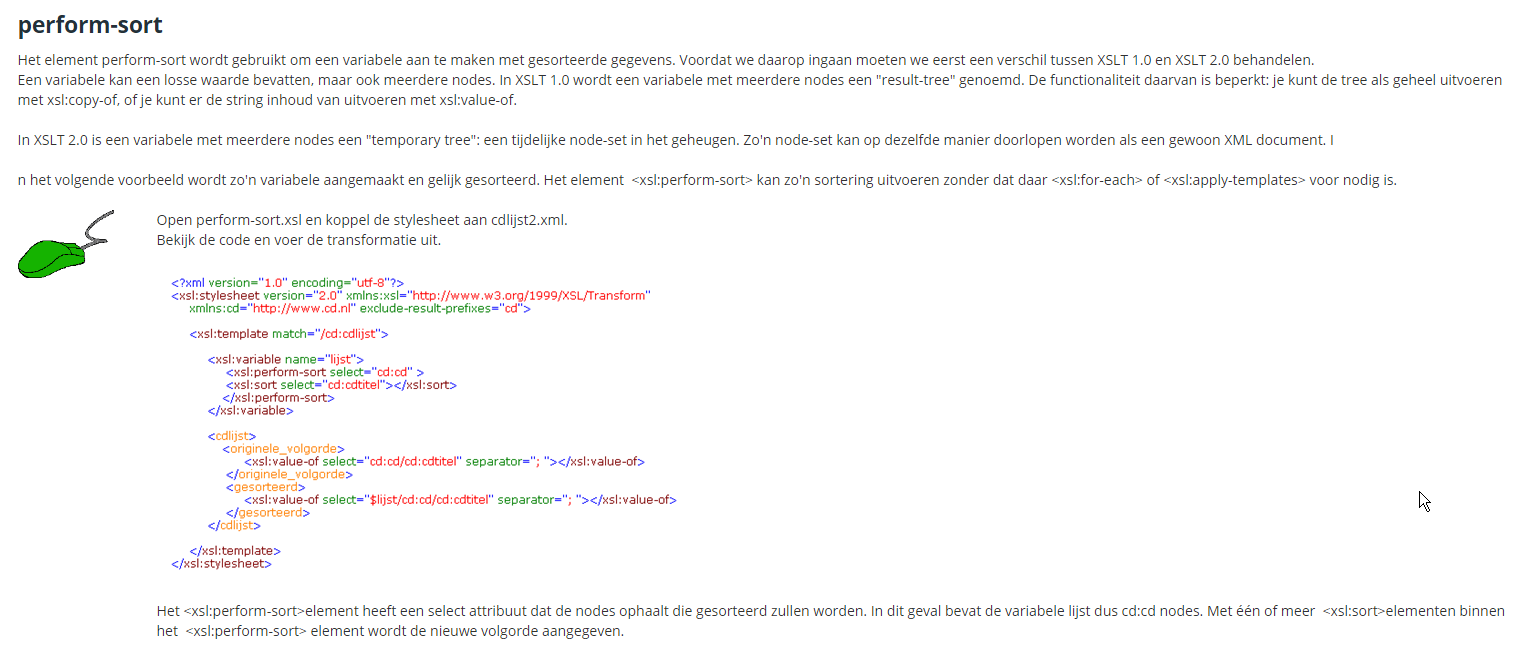 perform-sort
Het element perform-sort wordt gebruikt om een variabele aan te maken met gesorteerde gegevens. Voordat we daarop ingaan moeten we eerst een verschil tussen XSLT 1.0 en XSLT 2.0 behandelen.
Een variabele kan een losse waarde bevatten, maar ook meerdere nodes. In XSLT 1.0 wordt een variabele met meerdere nodes een "result-tree" genoemd. De functionaliteit daarvan is beperkt: je kunt de tree als geheel uitvoeren
met xsl:copy-of, of je kunt er de string inhoud van uitvoeren met xsl:value-of.
In XSLT 2.0 is een variabele met meerdere nodes een "temporary tree": een tijdelijke node-set in het geheugen. Zo'n node-set kan op dezelfde manier doorlopen worden als een gewoon XML document. I
n het volgende voorbeeld wordt zo'n variabele aangemaakt en gelijk gesorteerd. Het element  <xsl:perform-sort> kan zo'n sortering uitvoeren zonder dat daar <xsl:for-each> of <xsl:apply-templates> voor nodig is.
Open perform-sort.xsl en koppel de stylesheet aan cdlijst2.xml.
Bekijk de code en voer de transformatie uit.
<?xml version="1.0" encoding="utf-8"?>
<xsl:stylesheet version="2.0" xmlns:xsl="http://www.w3.org/1999/XSL/Transform"
xmlns:cd="http://www.cd.nl" exclude-result-prefixes="cd">
<xsl:template match="/cd:cdlijst">
<xsl:variable name="lijst">
<xsl:perform-sort select="cd:cd" >
<xsl:sort select="cd:cdtitel"></xsl:sort>
</xsl:perform-sort>
</xsl:variable>
<cdlijst>
<originele_volgorde>
<xsl:value-of select="cd:cd/cd:cdtitel" separator="; "></xsl:value-of>
</originele_volgorde>
<gesorteerd>
<xsl:value-of select="$lijst/cd:cd/cd:cdtitel" separator="; "></xsl:value-of>
</gesorteerd>
</cdlijst>
</xsl:template>
</xsl:stylesheet>
Het <xsl:perform-sort>element heeft een select attribuut dat de nodes ophaalt die gesorteerd zullen worden. In dit geval bevat de variabele lijst dus cd:cd nodes. Met één of meer  <xsl:sort>elementen binnen
het  <xsl:perform-sort> element wordt de nieuwe volgorde aangegeven.